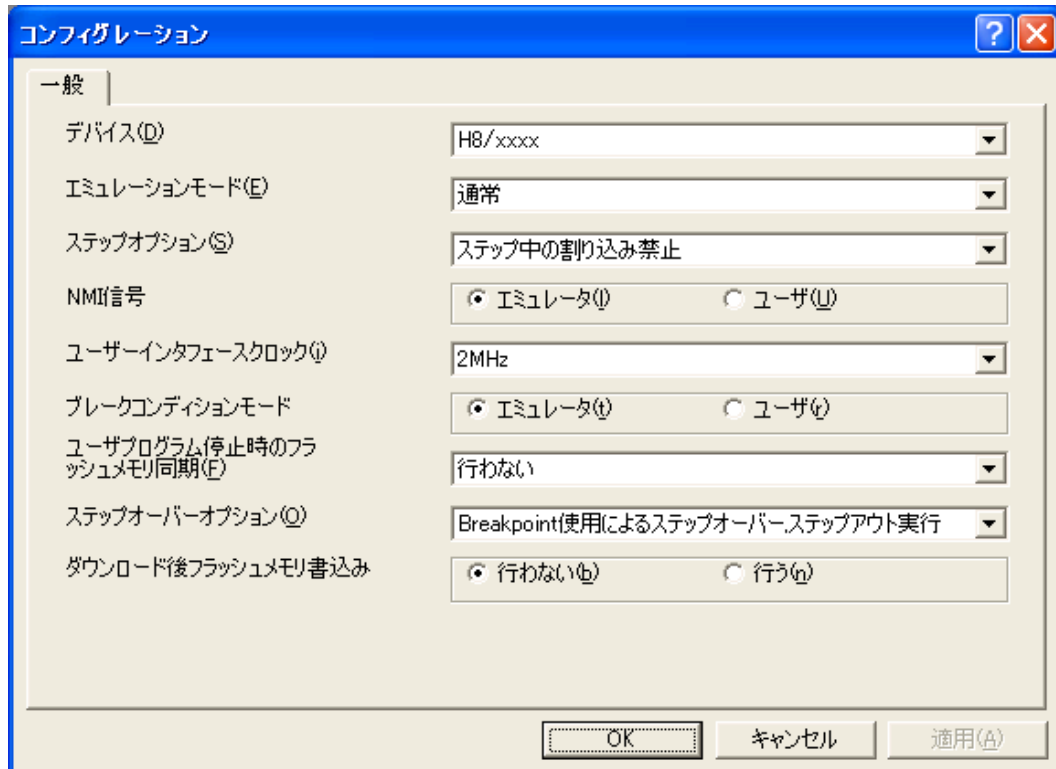 コンフィグレーション
一般
デバイス(D)
H8/xxxx
エミュレーションモード(E)
通常
ステップオプション(S)
ステップ中の割り込み禁止
NMI信号
エミュレータ(I) ユーザ(U)
ユーザーインタフェースクロック(i)
2MHz
ブレークコンディションモード
エミュレータ(t) ユーザ(r)
ユーザプログラム停止時のフラ
ッシュメモリ同期(F)
行わない
ステップオーバーオプション(O)
Breakpoint使用によるステップオーバー,ステップアウト実行
ダウンロード後フラッシュメモリ書込み
行わない(b) 行う(n)
OK キャンセル 適用(A)